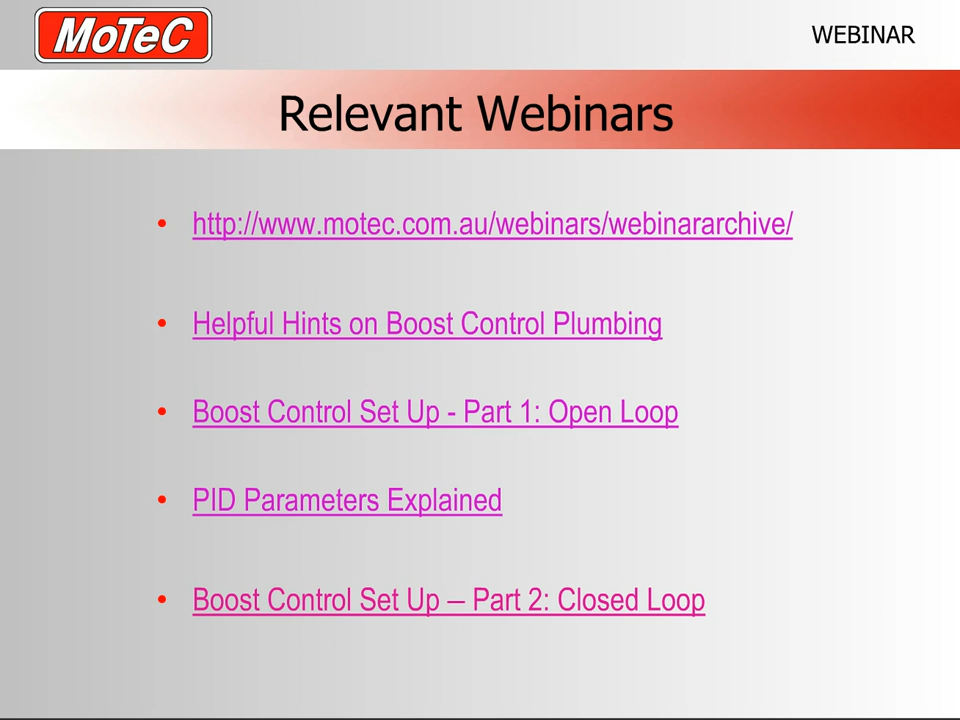 MoTeC
WEBINAR
Relevant Webinars
• http://www.motec.com.au/webinars/webinararchive/
• Helpful Hints on Boost Control Plumbing
• Boost Control Set Up - Part 1: Open Loop
• PID Parameters Explained
• Boost Control Set Up – Part 2: Closed Loop